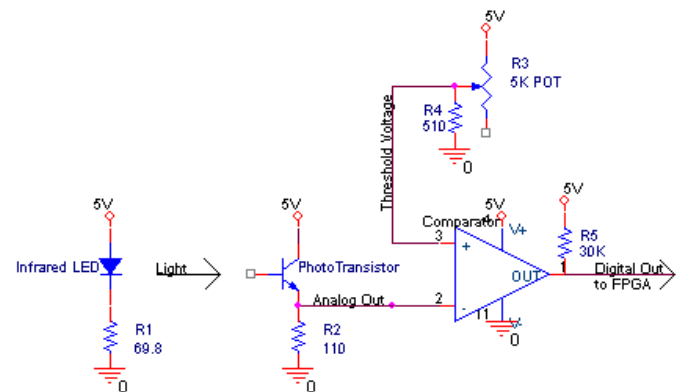 5V
R3
5K POT
R4
510
0
Threshold Voltage
5V
Infrared LED
R1
69.8
0
Light
5V
PhotoTransistor
Analog Out
R2
110
0
Comparator
3
+
2
-
5V
4
V+
OUT
11
V-
0
5V
R5
30K
1
Digital Out
to FPGA